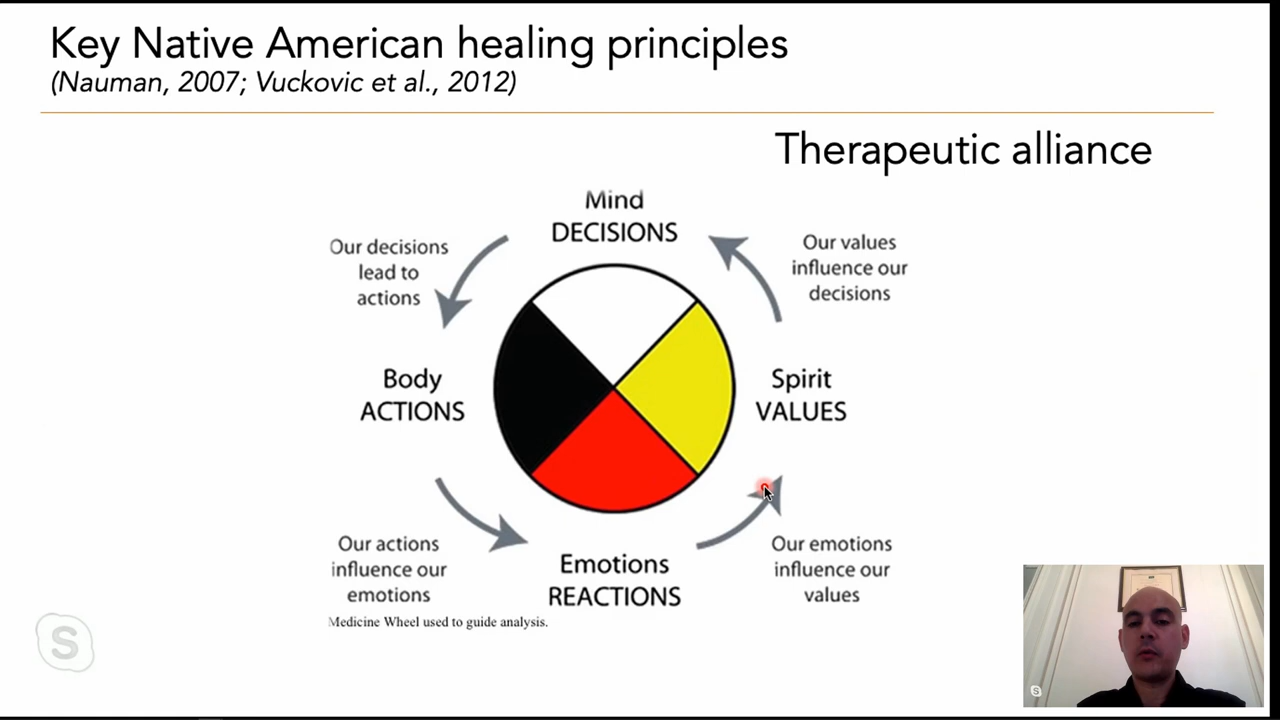 Key Native American healing principles
(Nauman, 2007; Vuckovic et al., 2012)
Therapeutic alliance
Mind
DECISIONS
Our decisions
lead to
actions
Our values
influence our
decisions
Body
ACTIONS
Spirit
VALUES
Our actions
influence our
emotions
Emotions
REACTIONS
Our emotions
influence our
values
Medicine Wheel used to guide analysis.
S
S